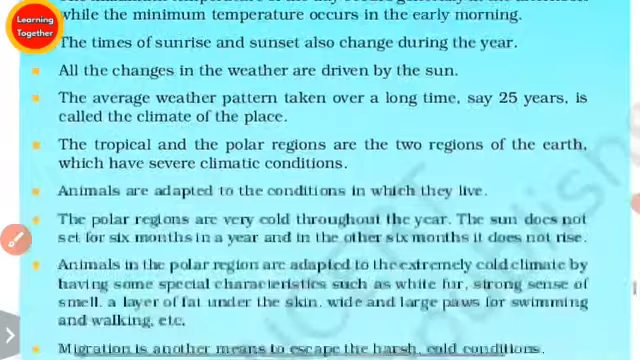 while the minimum temperature occurs in the early morning.
Learning
Together
The times of sunrise and sunset also change during the year.
All the changes in the weather are driven by the sun.
The average weather pattern taken over a long time, say 25 years, is
called the climate of the place.
The tropical and the polar regions are the two regions of the earth,
which have severe climatic conditions.
Animals are adapted to the conditions in which they live.
The polar regions are very cold throughout the year. The sun does not
set for six months in a year and in the other six months it does not rise.
Animals in the polar region are adapted to the extremely cold climate by
having some special characteristics such as white fur, strong sense of
smell, a layer of fat under the skin, wide and large paws for swimming
and walking, etc.
Migration is another means to escape the harsh, cold conditions.